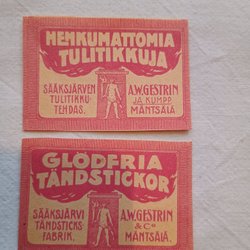 HEHKUMATTOMIA
TULITIKKUJA
SÄÄKSJÄRVEN
TULITIKKU-
TEHDAS.
A.W.GESTRIN
JA KUMPP.
MÄNTSÄLÄ
GLÖDFRIA
TÄNDSTICKOR
SÄÄKSJÄRVI
TÄNDSTICKS-
FABRIK.
A.W.GESTRIN
& Co
MÄNTSÄLÄ.